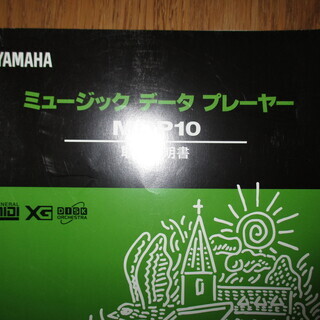 YAMAHA
ミュージック データ プレーヤー
GENERAL
MIDI
XG
DISK
ORCHESTRA